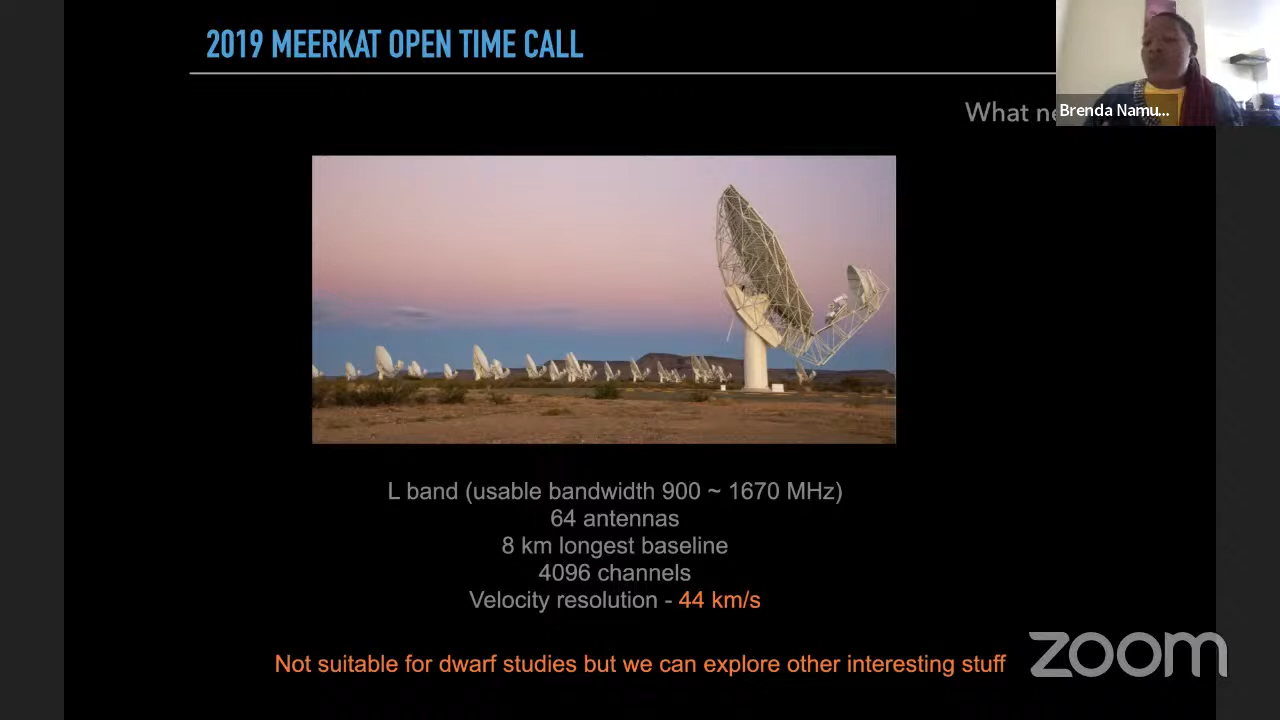 2019 MEERKAT OPEN TIME CALL
What
Brenda Namu...
L band (usable bandwidth 900 ~ 1670 MHz)
64 antennas
8 km longest baseline
4096 channels
Velocity resolution - 44 km/s
Not suitable for dwarf studies but we can explore other interesting stuff
zoom